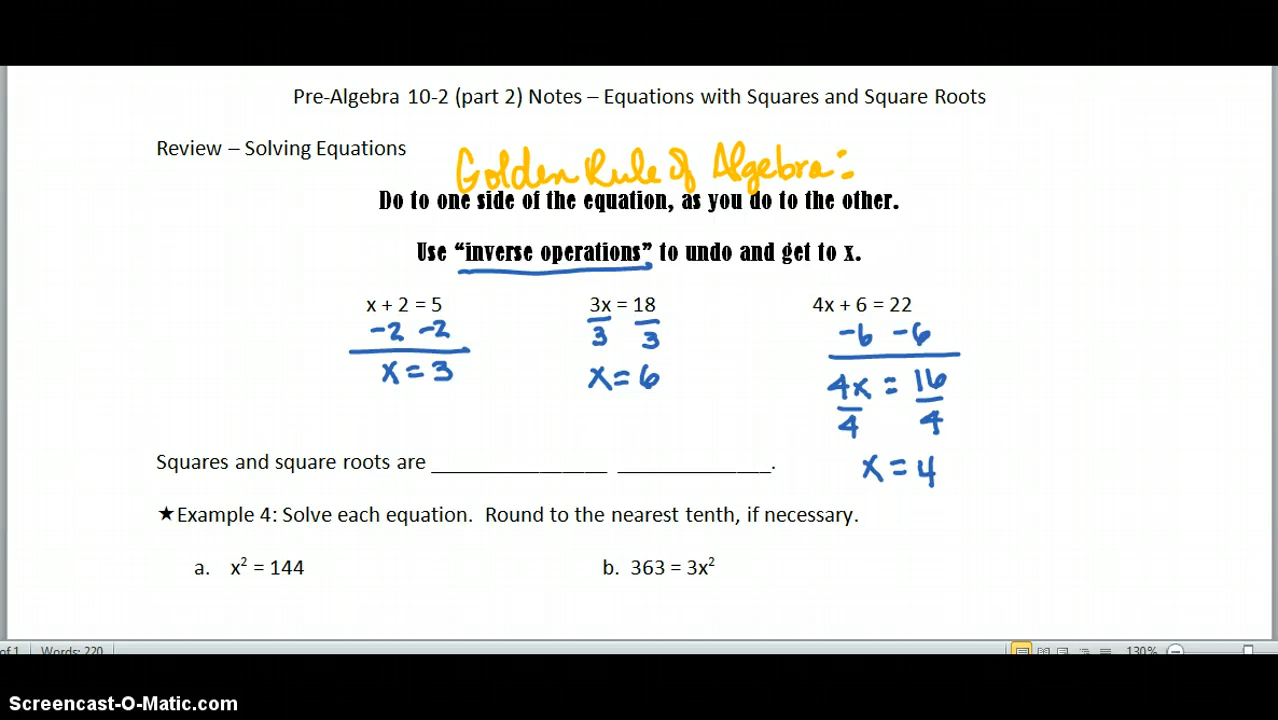 Pre-Algebra 10-2 (part 2) Notes – Equations with Squares and Square Roots
Review – Solving Equations
Golden Rule of Algebra:
Do to one side of the equation, as you do to the other.
Use “inverse operations” to undo and get to x.
x + 2 = 5 3x = 18 4x + 6 = 22
-2 -2 3 3 -6 -6
x = 3 x = 6 4x = 16
4 4
x = 4
Squares and square roots are _______________ _____________.
★Example 4: Solve each equation. Round to the nearest tenth, if necessary.
a. x² = 144 b. 363 = 3x²
of 1 Words: 220 130%
Screencast-O-Matic.com